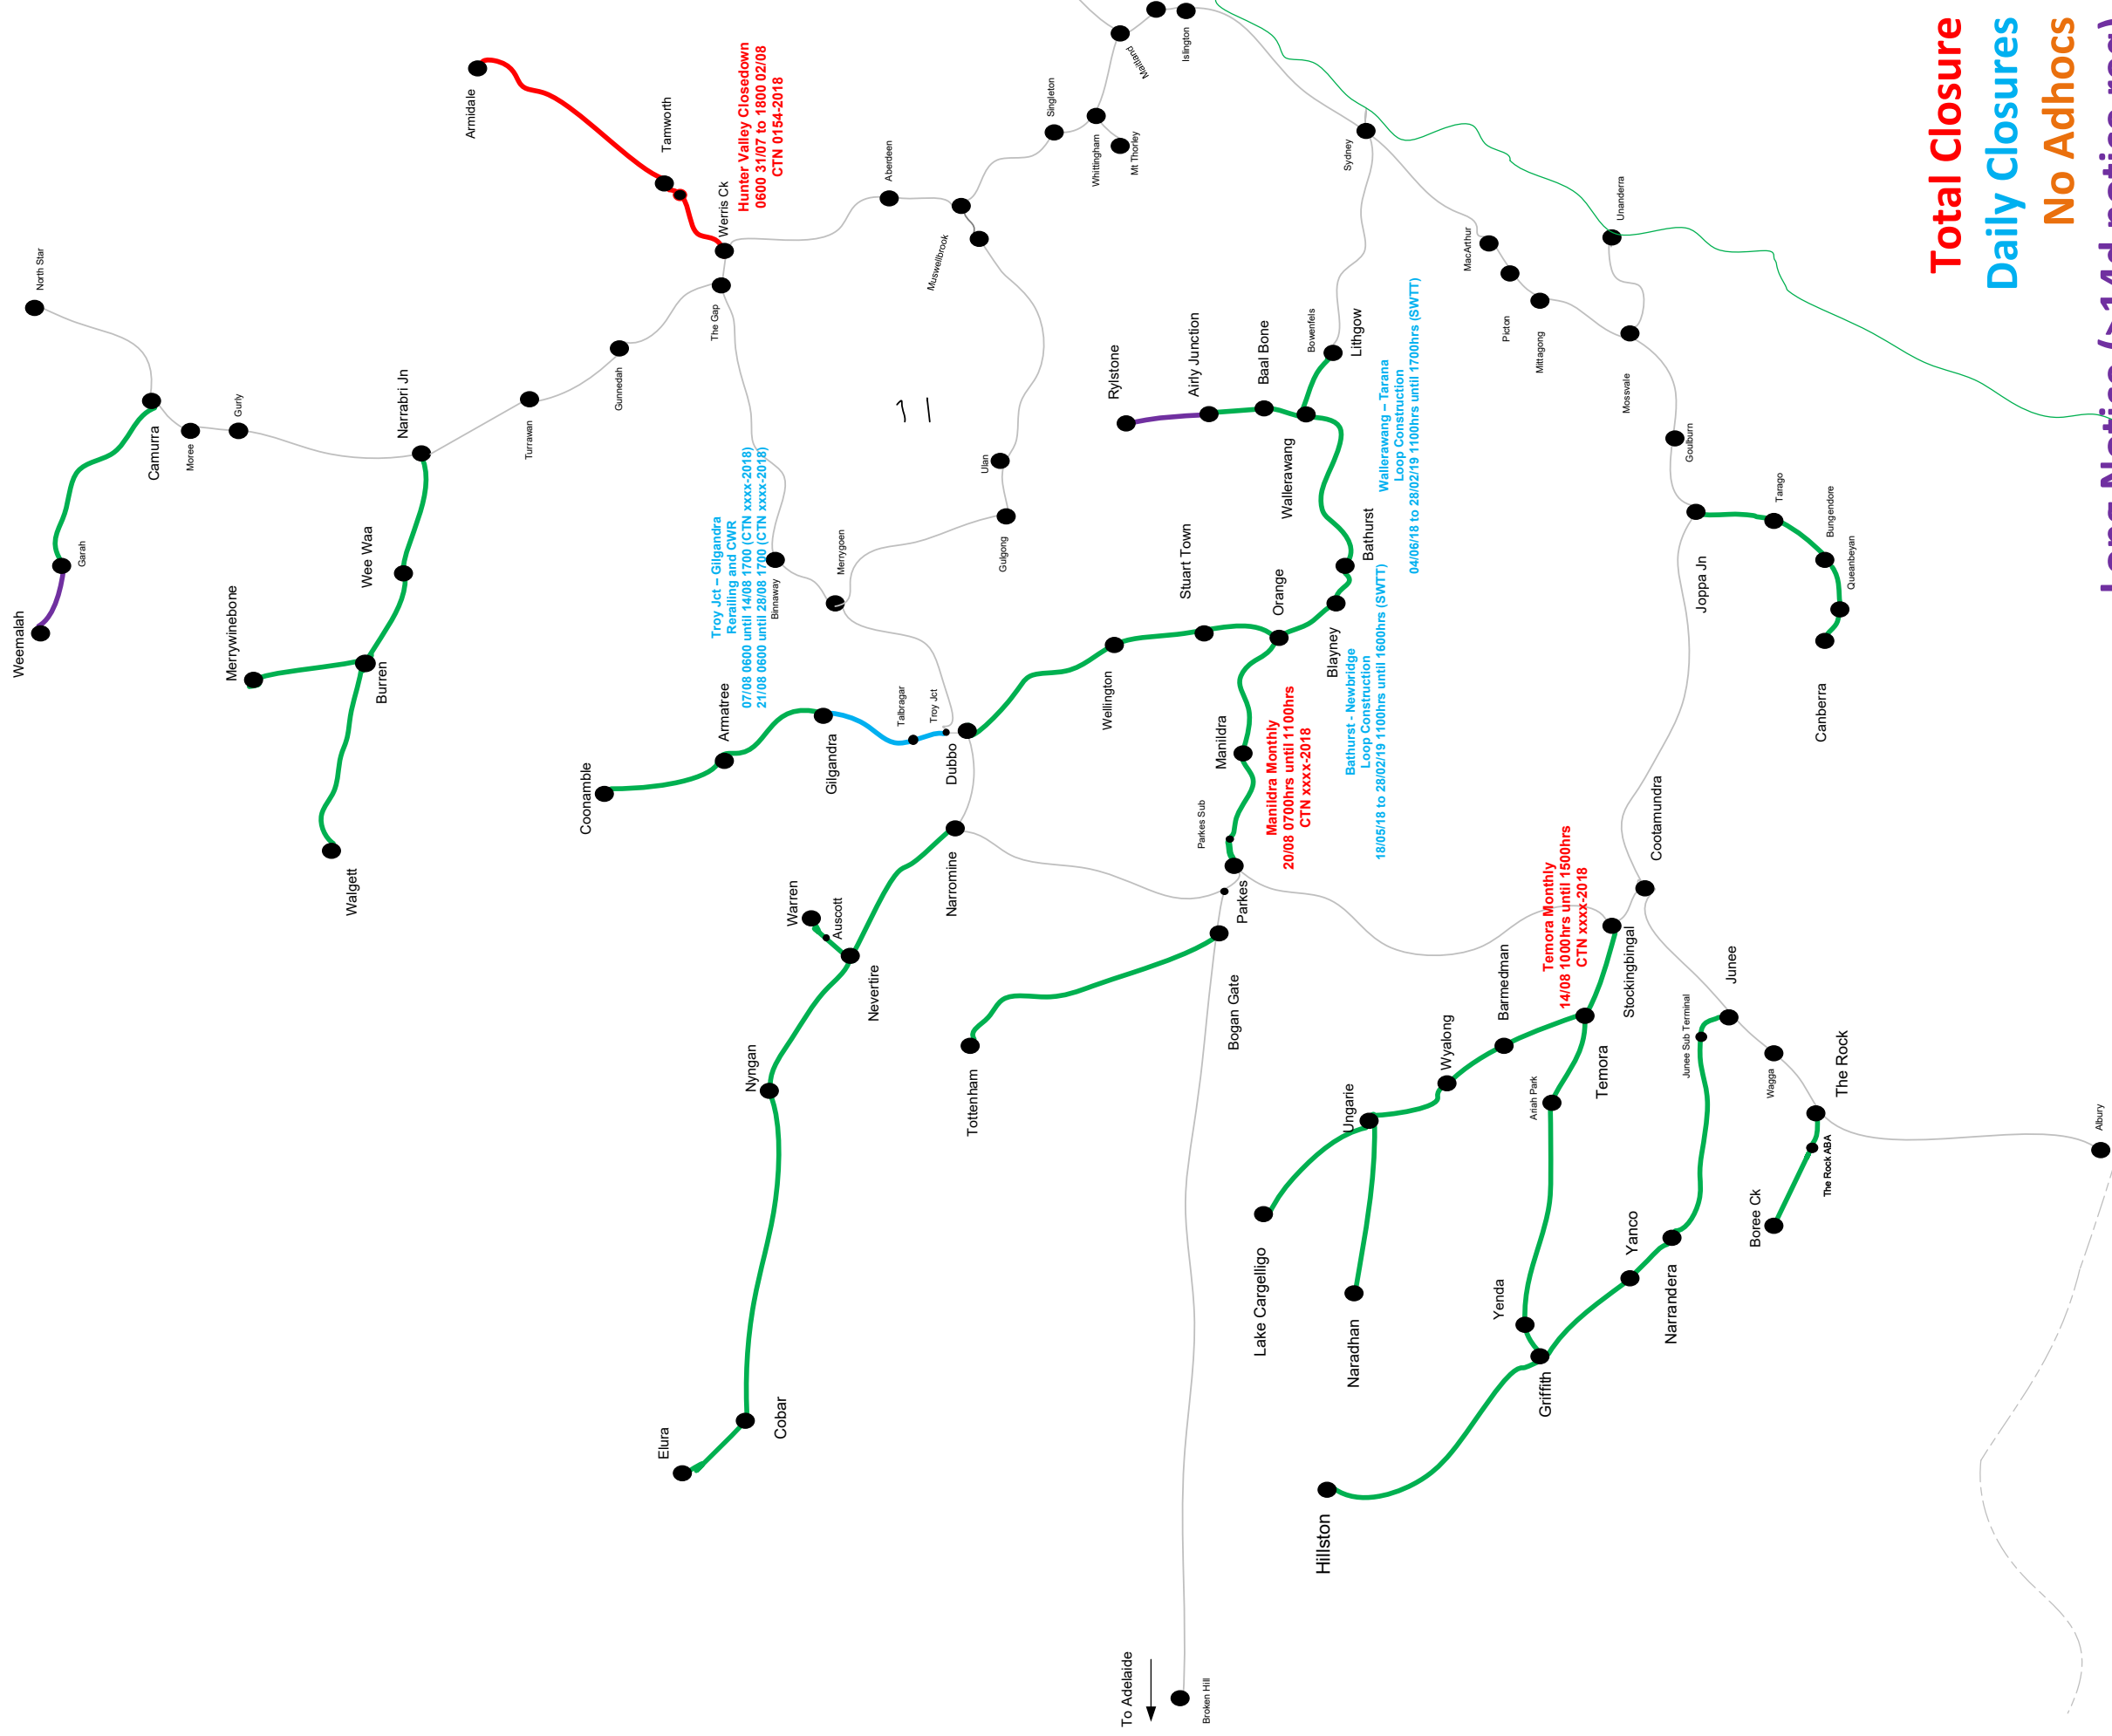 North Star
Armidale
Tamworth
Werris Ck
Hunter Valley Closedown
0600 31/07 to 1800 02/08
CTN 0154-2018
The Gap
Gunnedah
Turrawan
Narrabri Jn
Gurly
Moree
Camurra
Garah
Weemalah
Merrywinebone
Wee Waa
Burren
Walgett
Aberdeen
Muswellbrook
Singleton
Whittingham
Mt Thorley
Maitland
Islington
Sydney
Ulan
Gulgong
Merrygoen
Binnaway
Troy Jct – Gilgandra
Rerailing and CWR
07/08 0600 until 14/08 1700 (CTN xxxx-2018)
21/08 0600 until 28/08 1700 (CTN xxxx-2018)
Coonamble
Armatree
Gilgandra
Talbragar
Troy Jct
Dubbo
Narromine
Warren
Auscott
Nevertire
Nyngan
Cobar
Elura
Rylstone
Airly Junction
Baal Bone
Bowenfels
Lithgow
Wallerawang
Wallerawang – Tarana
Loop Construction
04/06/18 to 28/02/19 1100hrs until 1700hrs (SWTT)
Bathurst
Blayney
Bathurst - Newbridge
Loop Construction
18/05/18 to 28/02/19 1100hrs until 1600hrs (SWTT)
Orange
Stuart Town
Wellington
Manildra
Manildra Monthly
20/08 0700hrs until 1100hrs
CTN xxxx-2018
Parkes Sub
Parkes
Bogan Gate
Tottenham
To Adelaide
Broken Hill
MacArthur
Picton
Mittagong
Mossvale
Unanderra
Goulburn
Joppa Jn
Tarago
Bungendore
Queanbeyan
Canberra
Cootamundra
Stockingbingal
Temora Monthly
14/08 1000hrs until 1500hrs
CTN xxxx-2018
Temora
Barmedman
Wyalong
Ungarie
Lake Cargelligo
Naradhan
Ariah Park
Yenda
Griffith
Hillston
Yanco
Narrandera
Junee Sub Terminal
Junee
Wagga
The Rock
The Rock ABA
Boree Ck
Albury
Total Closure
Daily Closures
No Adhocs
Long Notice (>14d notice req)